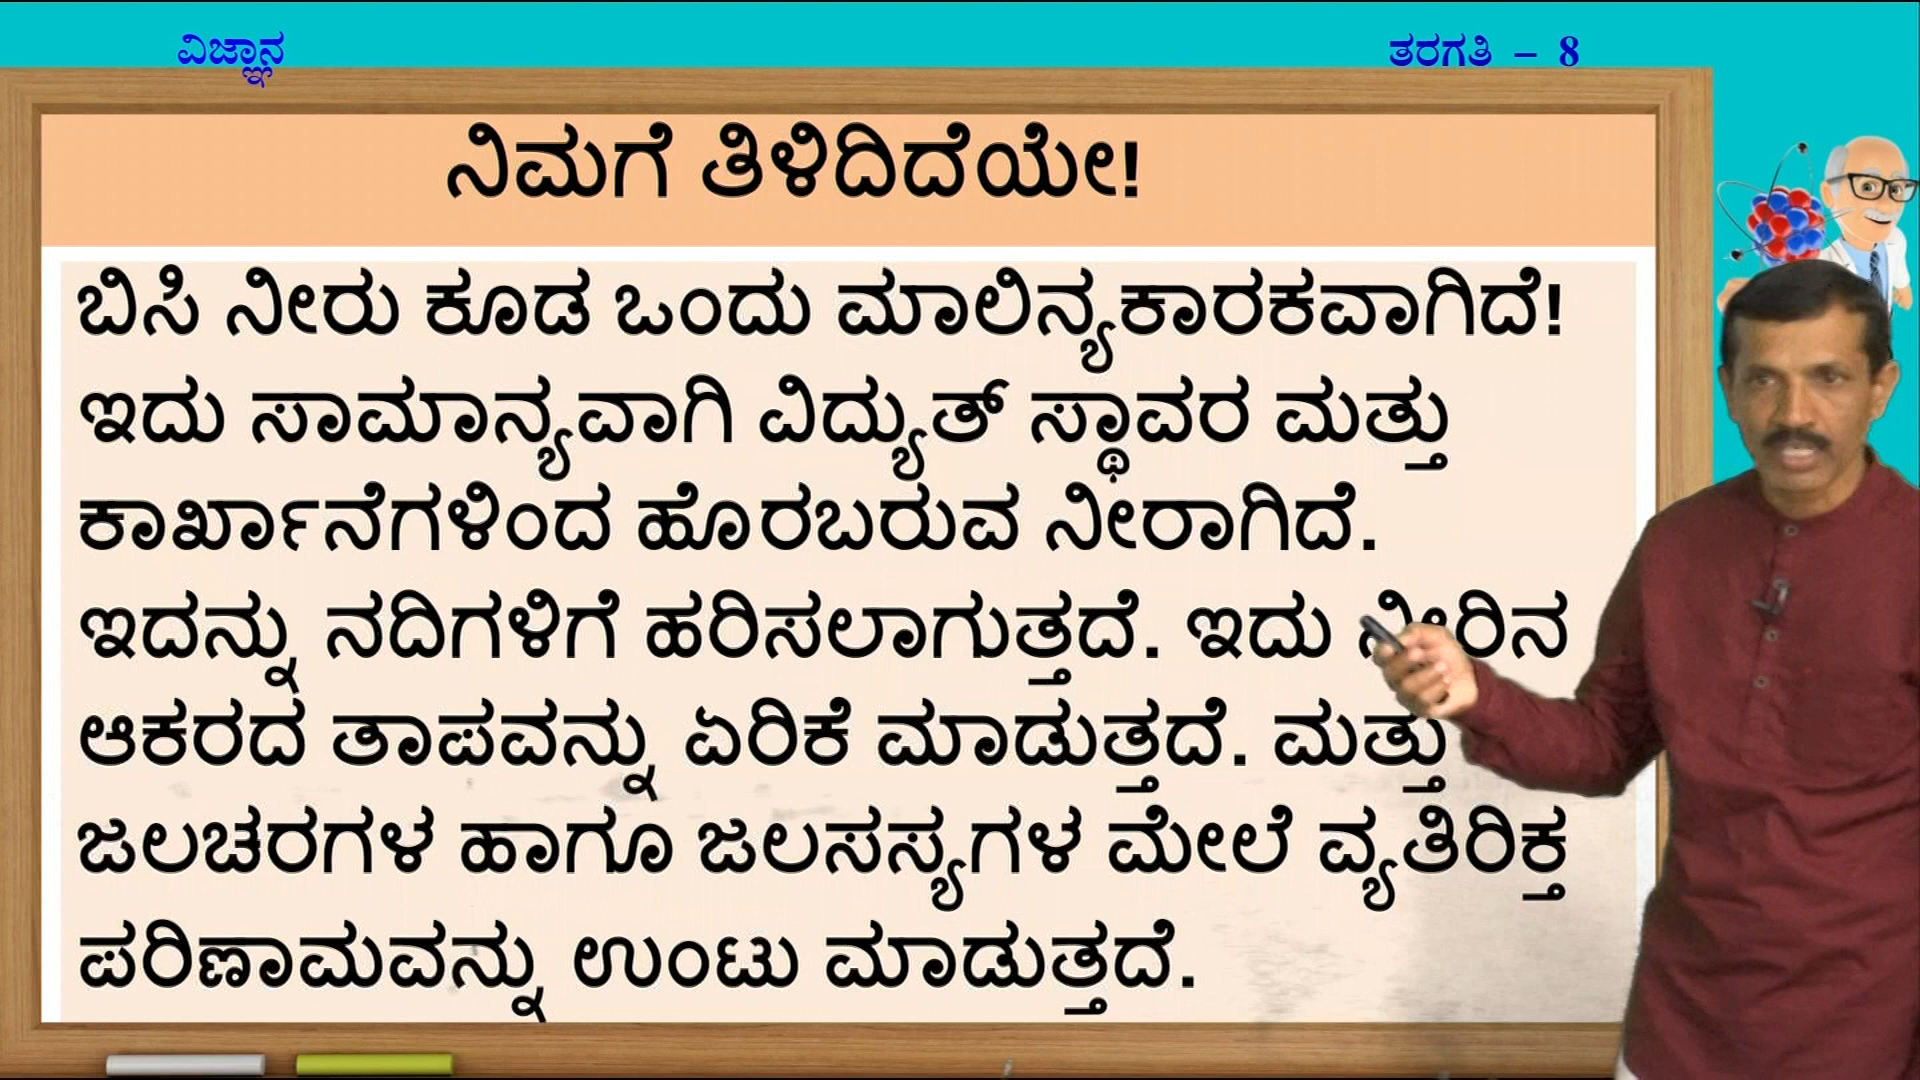 ವಿಜ್ಞಾನ
ತರಗತಿ – 8
ನಿಮಗೆ ತಿಳಿದಿದೆಯೇ!
ಬಿಸಿ ನೀರು ಕೂಡ ಒಂದು ಮಾಲಿನ್ಯಕಾರಕವಾಗಿದೆ!
ಇದು ಸಾಮಾನ್ಯವಾಗಿ ವಿದ್ಯುತ್ ಸ್ಥಾವರ ಮತ್ತು
ಕಾರ್ಖಾನೆಗಳಿಂದ ಹೊರಬರುವ ನೀರಾಗಿದೆ.
ಇದನ್ನು ನದಿಗಳಿಗೆ ಹರಿಸಲಾಗುತ್ತದೆ. ಇದು ನೀರಿನ
ಆಕರದ ತಾಪವನ್ನು ಏರಿಕೆ ಮಾಡುತ್ತದೆ. ಮತ್ತು
ಜಲಚರಗಳ ಹಾಗೂ ಜಲಸಸ್ಯಗಳ ಮೇಲೆ ವ್ಯತಿರಿಕ್ತ
ಪರಿಣಾಮವನ್ನು ಉಂಟು ಮಾಡುತ್ತದೆ.